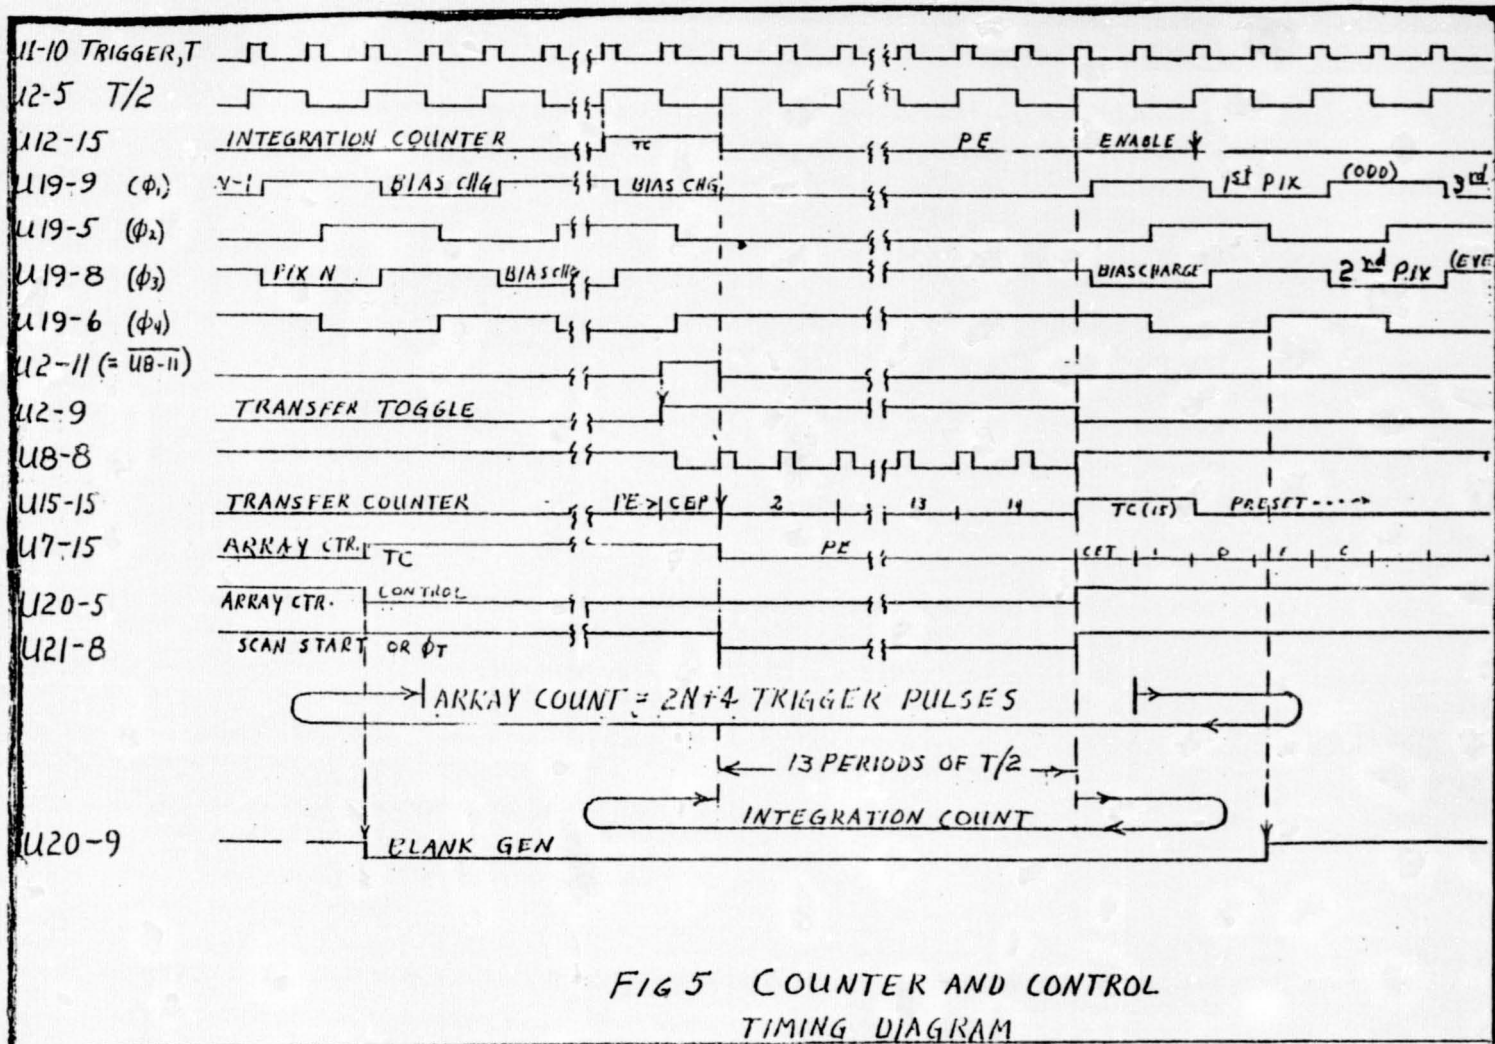 U1-10 TRIGGER,T
U2-5 T/2
U12-15 INTEGRATION COUNTER TC PE ENABLE
U19-9 (ϕ₁) BIAS CHG BIAS CHG 1st PIX (ODD) 3rd
U19-5 (ϕ₂)
U19-8 (ϕ₃) PIX N BIAS CHG BIAS CHARGE 2nd PIX (EVE
U19-6 (ϕ₄)
U2-11 (= U8-11)
U2-9 TRANSFER TOGGLE
U8-8
U15-15 TRANSFER COUNTER PE > CEP 2 13 14 TC(15) PRESET
U7-15 ARRAY CTR. TC PE CET 1 D F C
U20-5 ARRAY CTR. CONTROL
U21-8 SCAN START OR ϕT
ARRAY COUNT = 2N+4 TRIGGER PULSES
13 PERIODS OF T/2
INTEGRATION COUNT
U20-9 BLANK GEN
FIG 5 COUNTER AND CONTROL
TIMING DIAGRAM